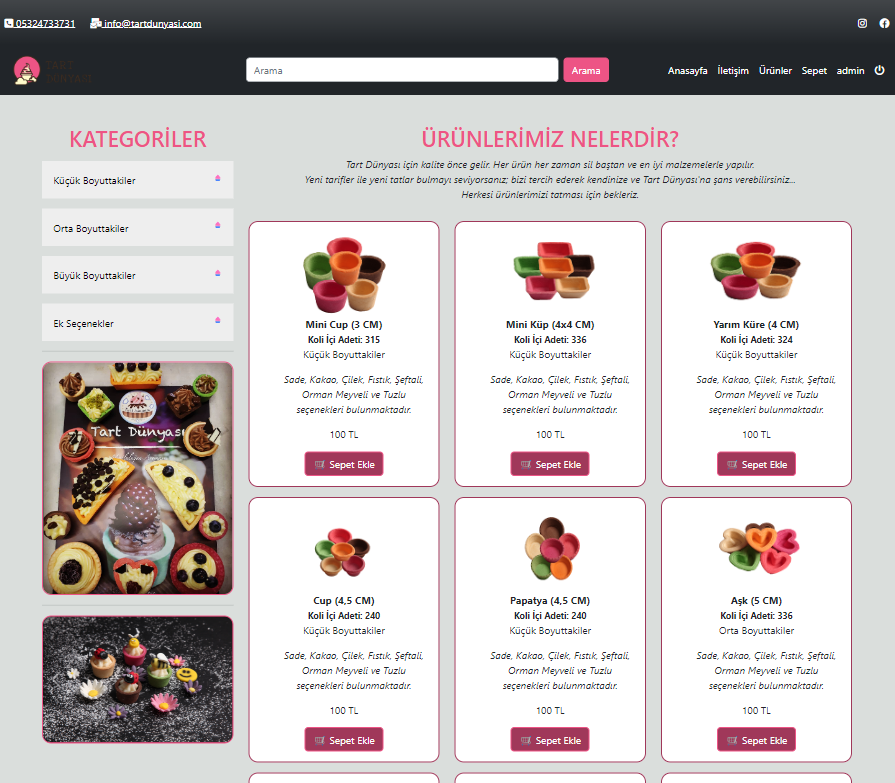 05324733731 info@tartdunyasi.com
TART
DÜNYASI
Arama Arama
Anasayfa İletişim Ürünler Sepet admin
KATEGORİLER
Küçük Boyuttakiler
Orta Boyuttakiler
Büyük Boyuttakiler
Ek Seçenekler
Tart Dünyası
ÜRÜNLERİMİZ NELERDİR?
Tart Dünyası için kalite önce gelir. Her ürün her zaman sil baştan ve en iyi malzemelerle yapılır.
Yeni tarifler ile yeni tatlar bulmayı seviyorsanız; bizi tercih ederek kendinize ve Tart Dünyası'na şans verebilirsiniz...
Herkesi ürünlerimizi tatması için bekleriz.
Mini Cup (3 CM)
Koli İçi Adeti: 315
Küçük Boyuttakiler
Sade, Kakao, Çilek, Fıstık, Şeftali,
Orman Meyveli ve Tuzlu
seçenekleri bulunmaktadır.
100 TL
Sepet Ekle
Mini Küp (4x4 CM)
Koli İçi Adeti: 336
Küçük Boyuttakiler
Sade, Kakao, Çilek, Fıstık, Şeftali,
Orman Meyveli ve Tuzlu
seçenekleri bulunmaktadır.
100 TL
Sepet Ekle
Yarım Küre (4 CM)
Koli İçi Adeti: 324
Küçük Boyuttakiler
Sade, Kakao, Çilek, Fıstık, Şeftali,
Orman Meyveli ve Tuzlu
seçenekleri bulunmaktadır.
100 TL
Sepet Ekle
Cup (4,5 CM)
Koli İçi Adeti: 240
Küçük Boyuttakiler
Sade, Kakao, Çilek, Fıstık, Şeftali,
Orman Meyveli ve Tuzlu
seçenekleri bulunmaktadır.
100 TL
Sepet Ekle
Papatya (4,5 CM)
Koli İçi Adeti: 240
Küçük Boyuttakiler
Sade, Kakao, Çilek, Fıstık, Şeftali,
Orman Meyveli ve Tuzlu
seçenekleri bulunmaktadır.
100 TL
Sepet Ekle
Aşk (5 CM)
Koli İçi Adeti: 336
Orta Boyuttakiler
Sade, Kakao, Çilek, Fıstık, Şeftali,
Orman Meyveli ve Tuzlu
seçenekleri bulunmaktadır.
100 TL
Sepet Ekle